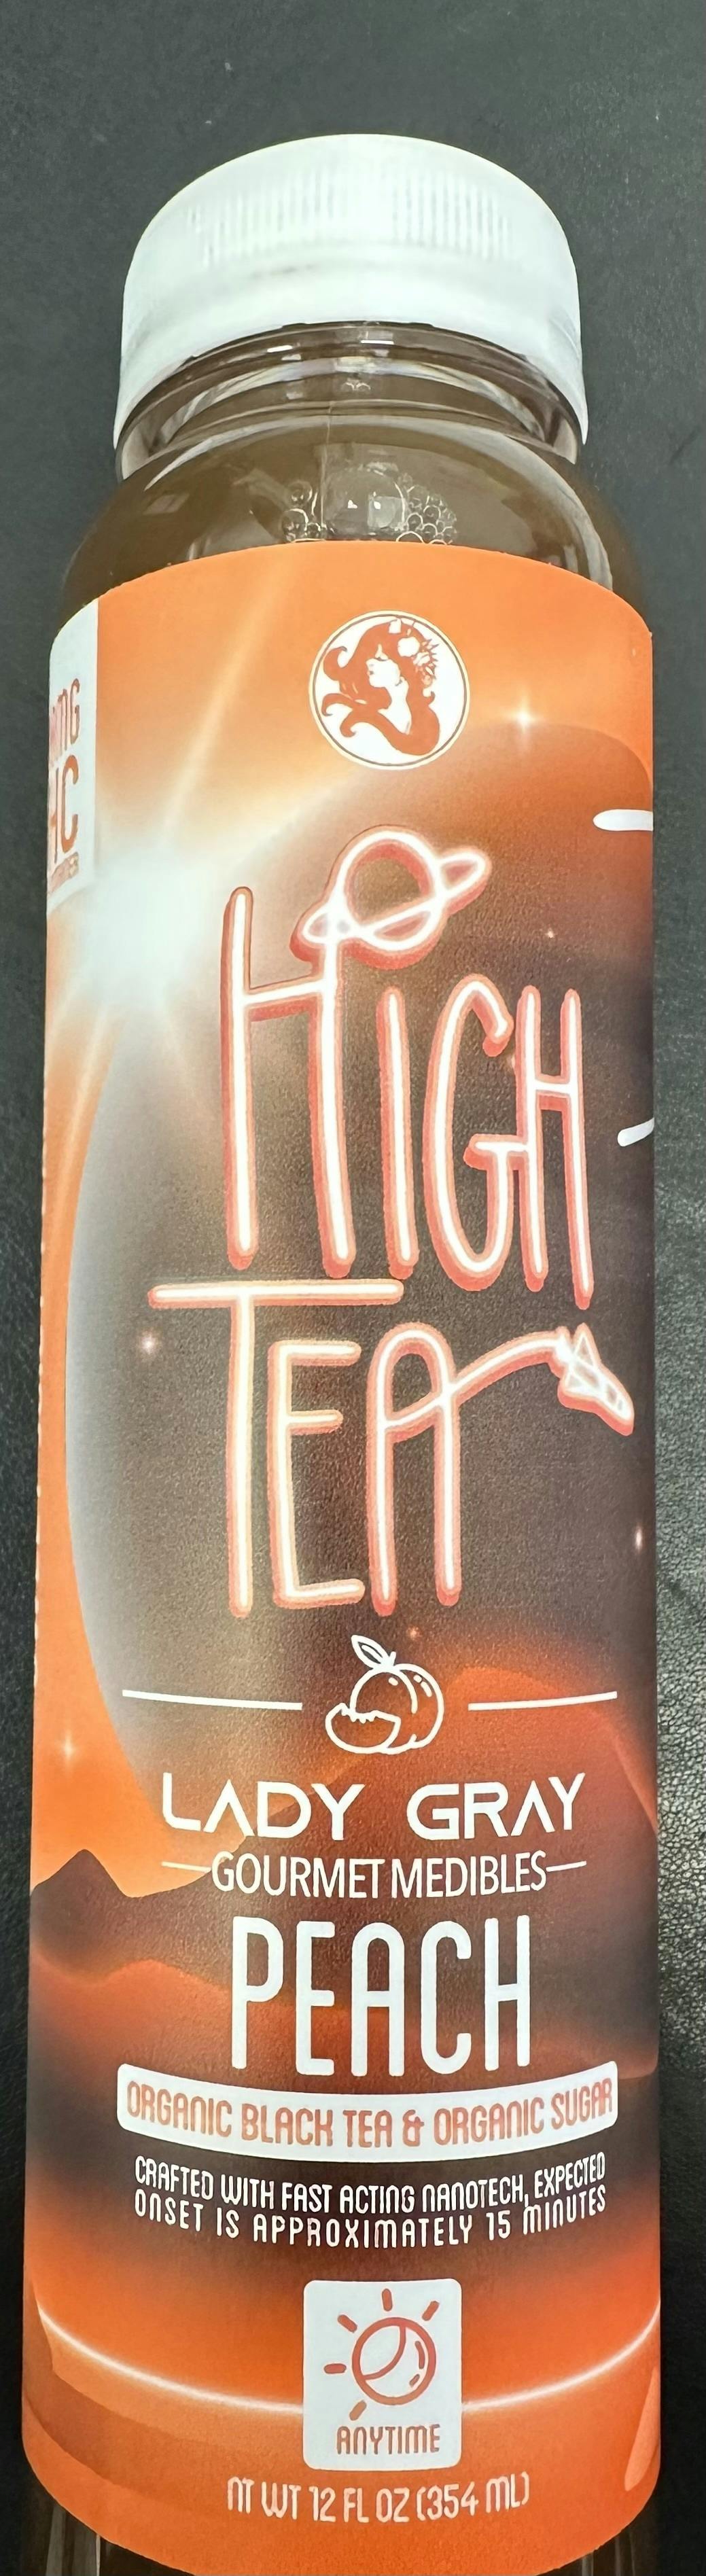 MG
HIGH
TEA
LADY GRAY
GOURMET MEDIBLES
PEACH
ORGANIC BLACK TEA & ORGANIC SUGAR
CRAFTED WITH FAST ACTING NANOTECH, EXPECTED
ONSET IS APPROXIMATELY 15 MINUTES
ANYTIME
NT WT 12 FL OZ (354 ML)